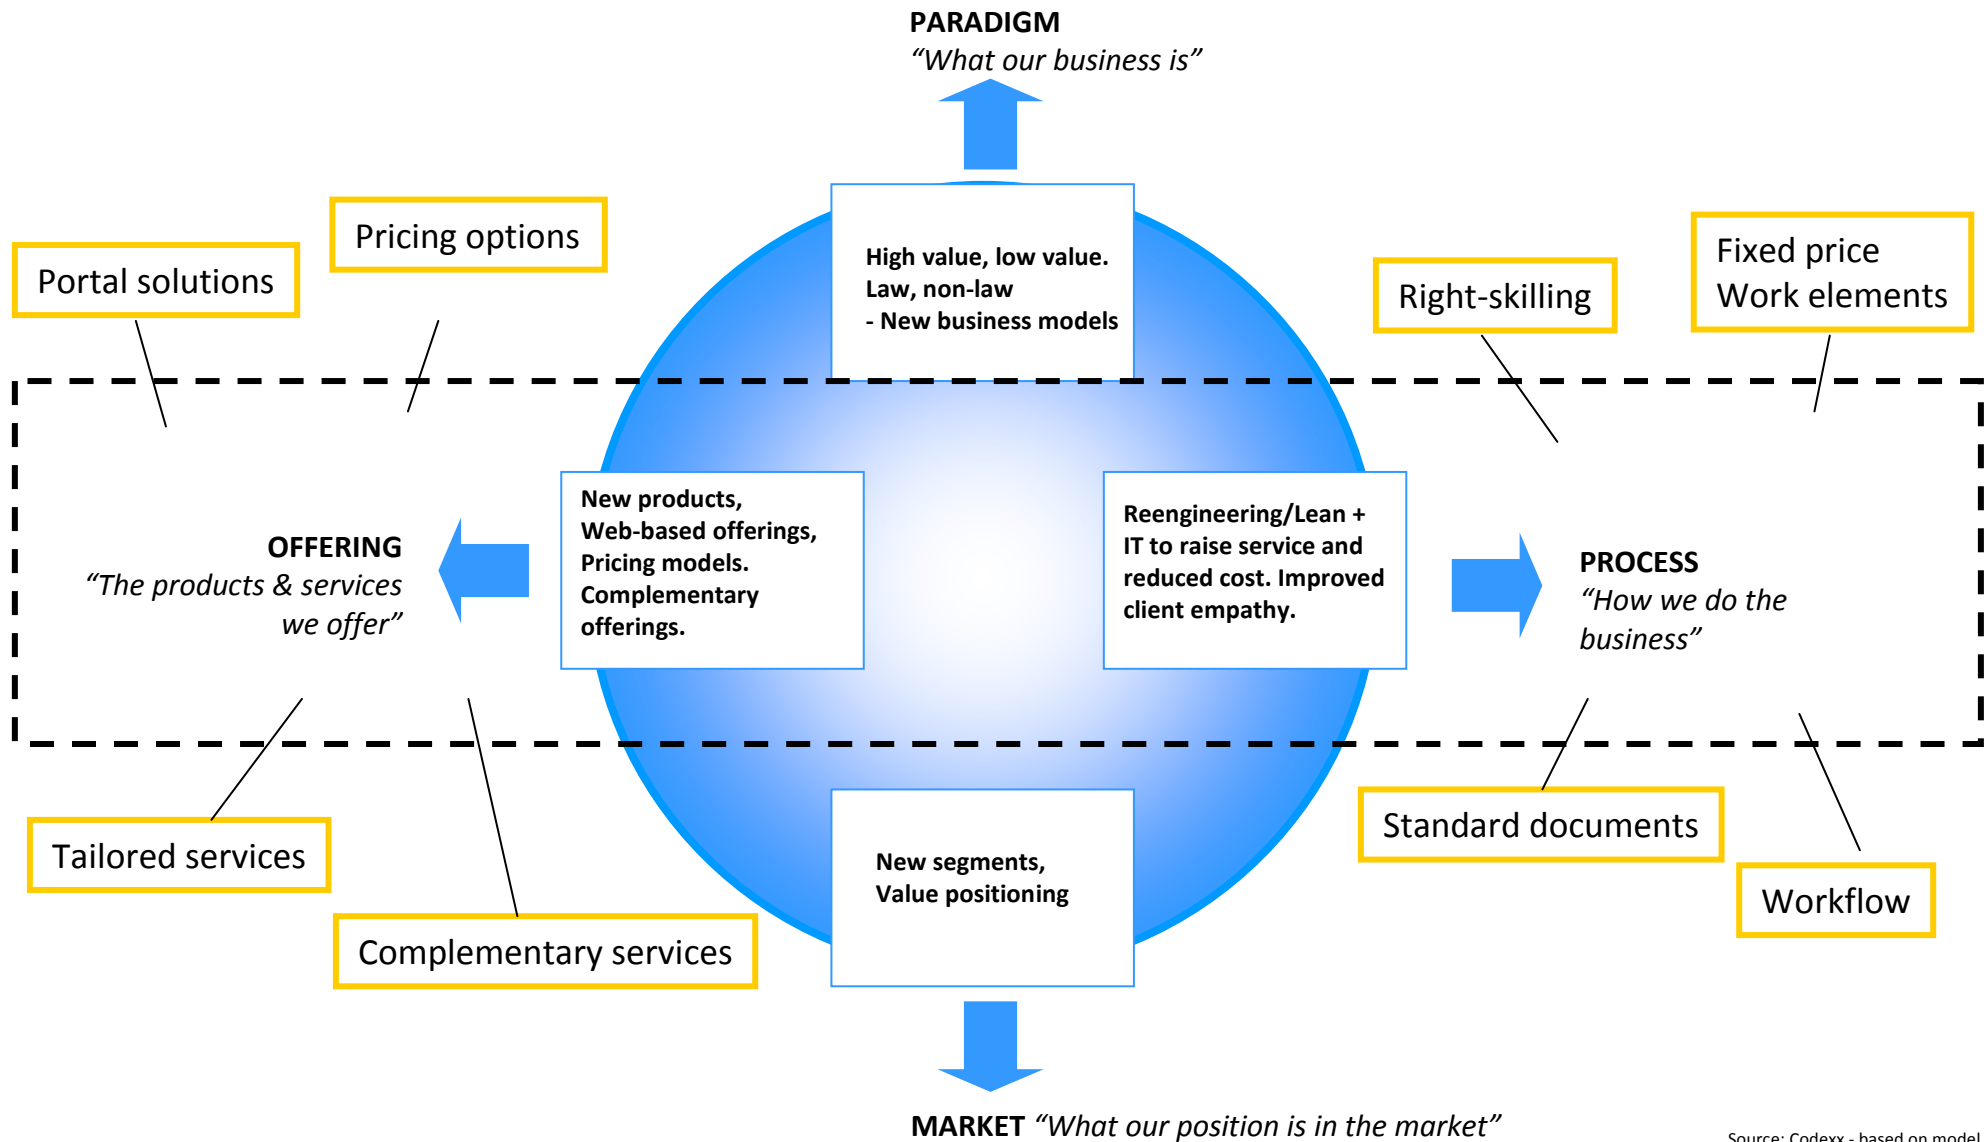 PARADIGM
“What our business is”
Pricing options
Portal solutions
High value, low value.
Law, non-law
- New business models
Right-skilling
Fixed price
Work elements
OFFERING
“The products & services
we offer”
New products,
Web-based offerings,
Pricing models.
Complementary
offerings.
Reengineering/Lean +
IT to raise service and
reduced cost. Improved
client empathy.
PROCESS
“How we do the
business”
Tailored services
Complementary services
New segments,
Value positioning
Standard documents
Workflow
MARKET “What our position is in the market”
Source: Codexx - based on model